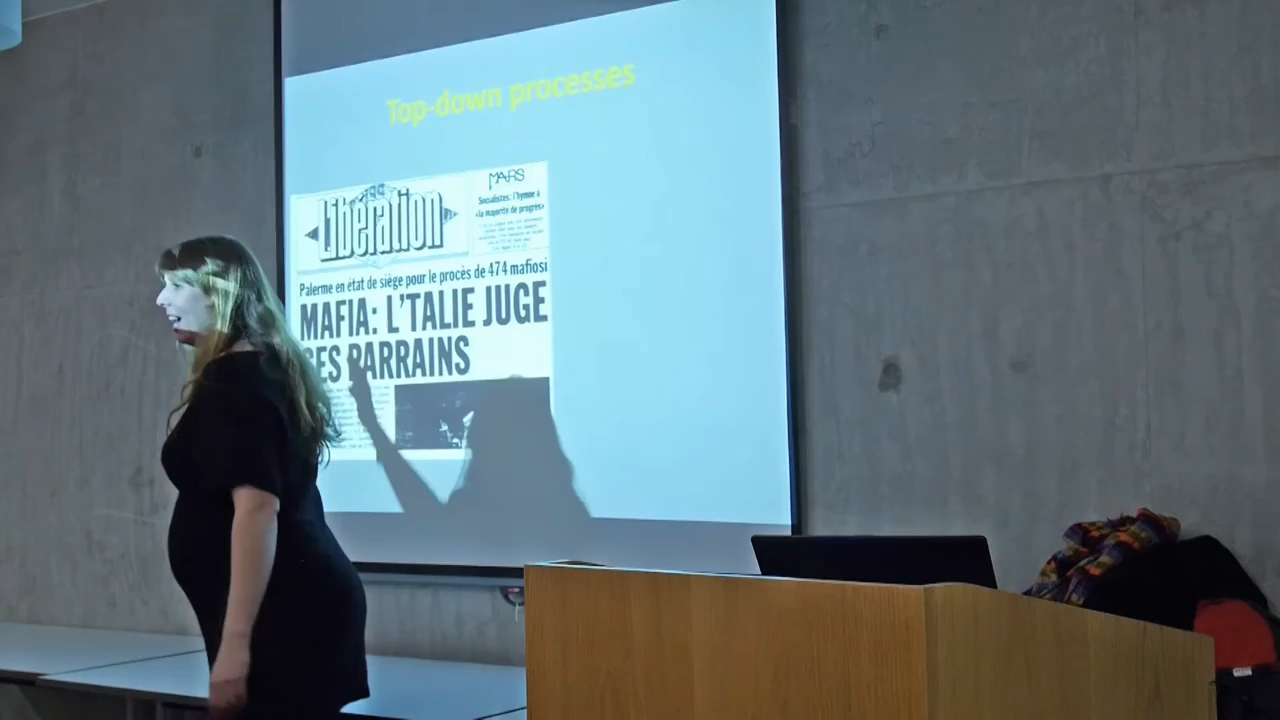 Top-down processes
Libération
MARS
Socialistes: l'hymne à
«la majorité de progrès»
Palerme en état de siège pour le procès de 474 mafiosi
MAFIA: L'TALIE JUGE
SES PARRAINS